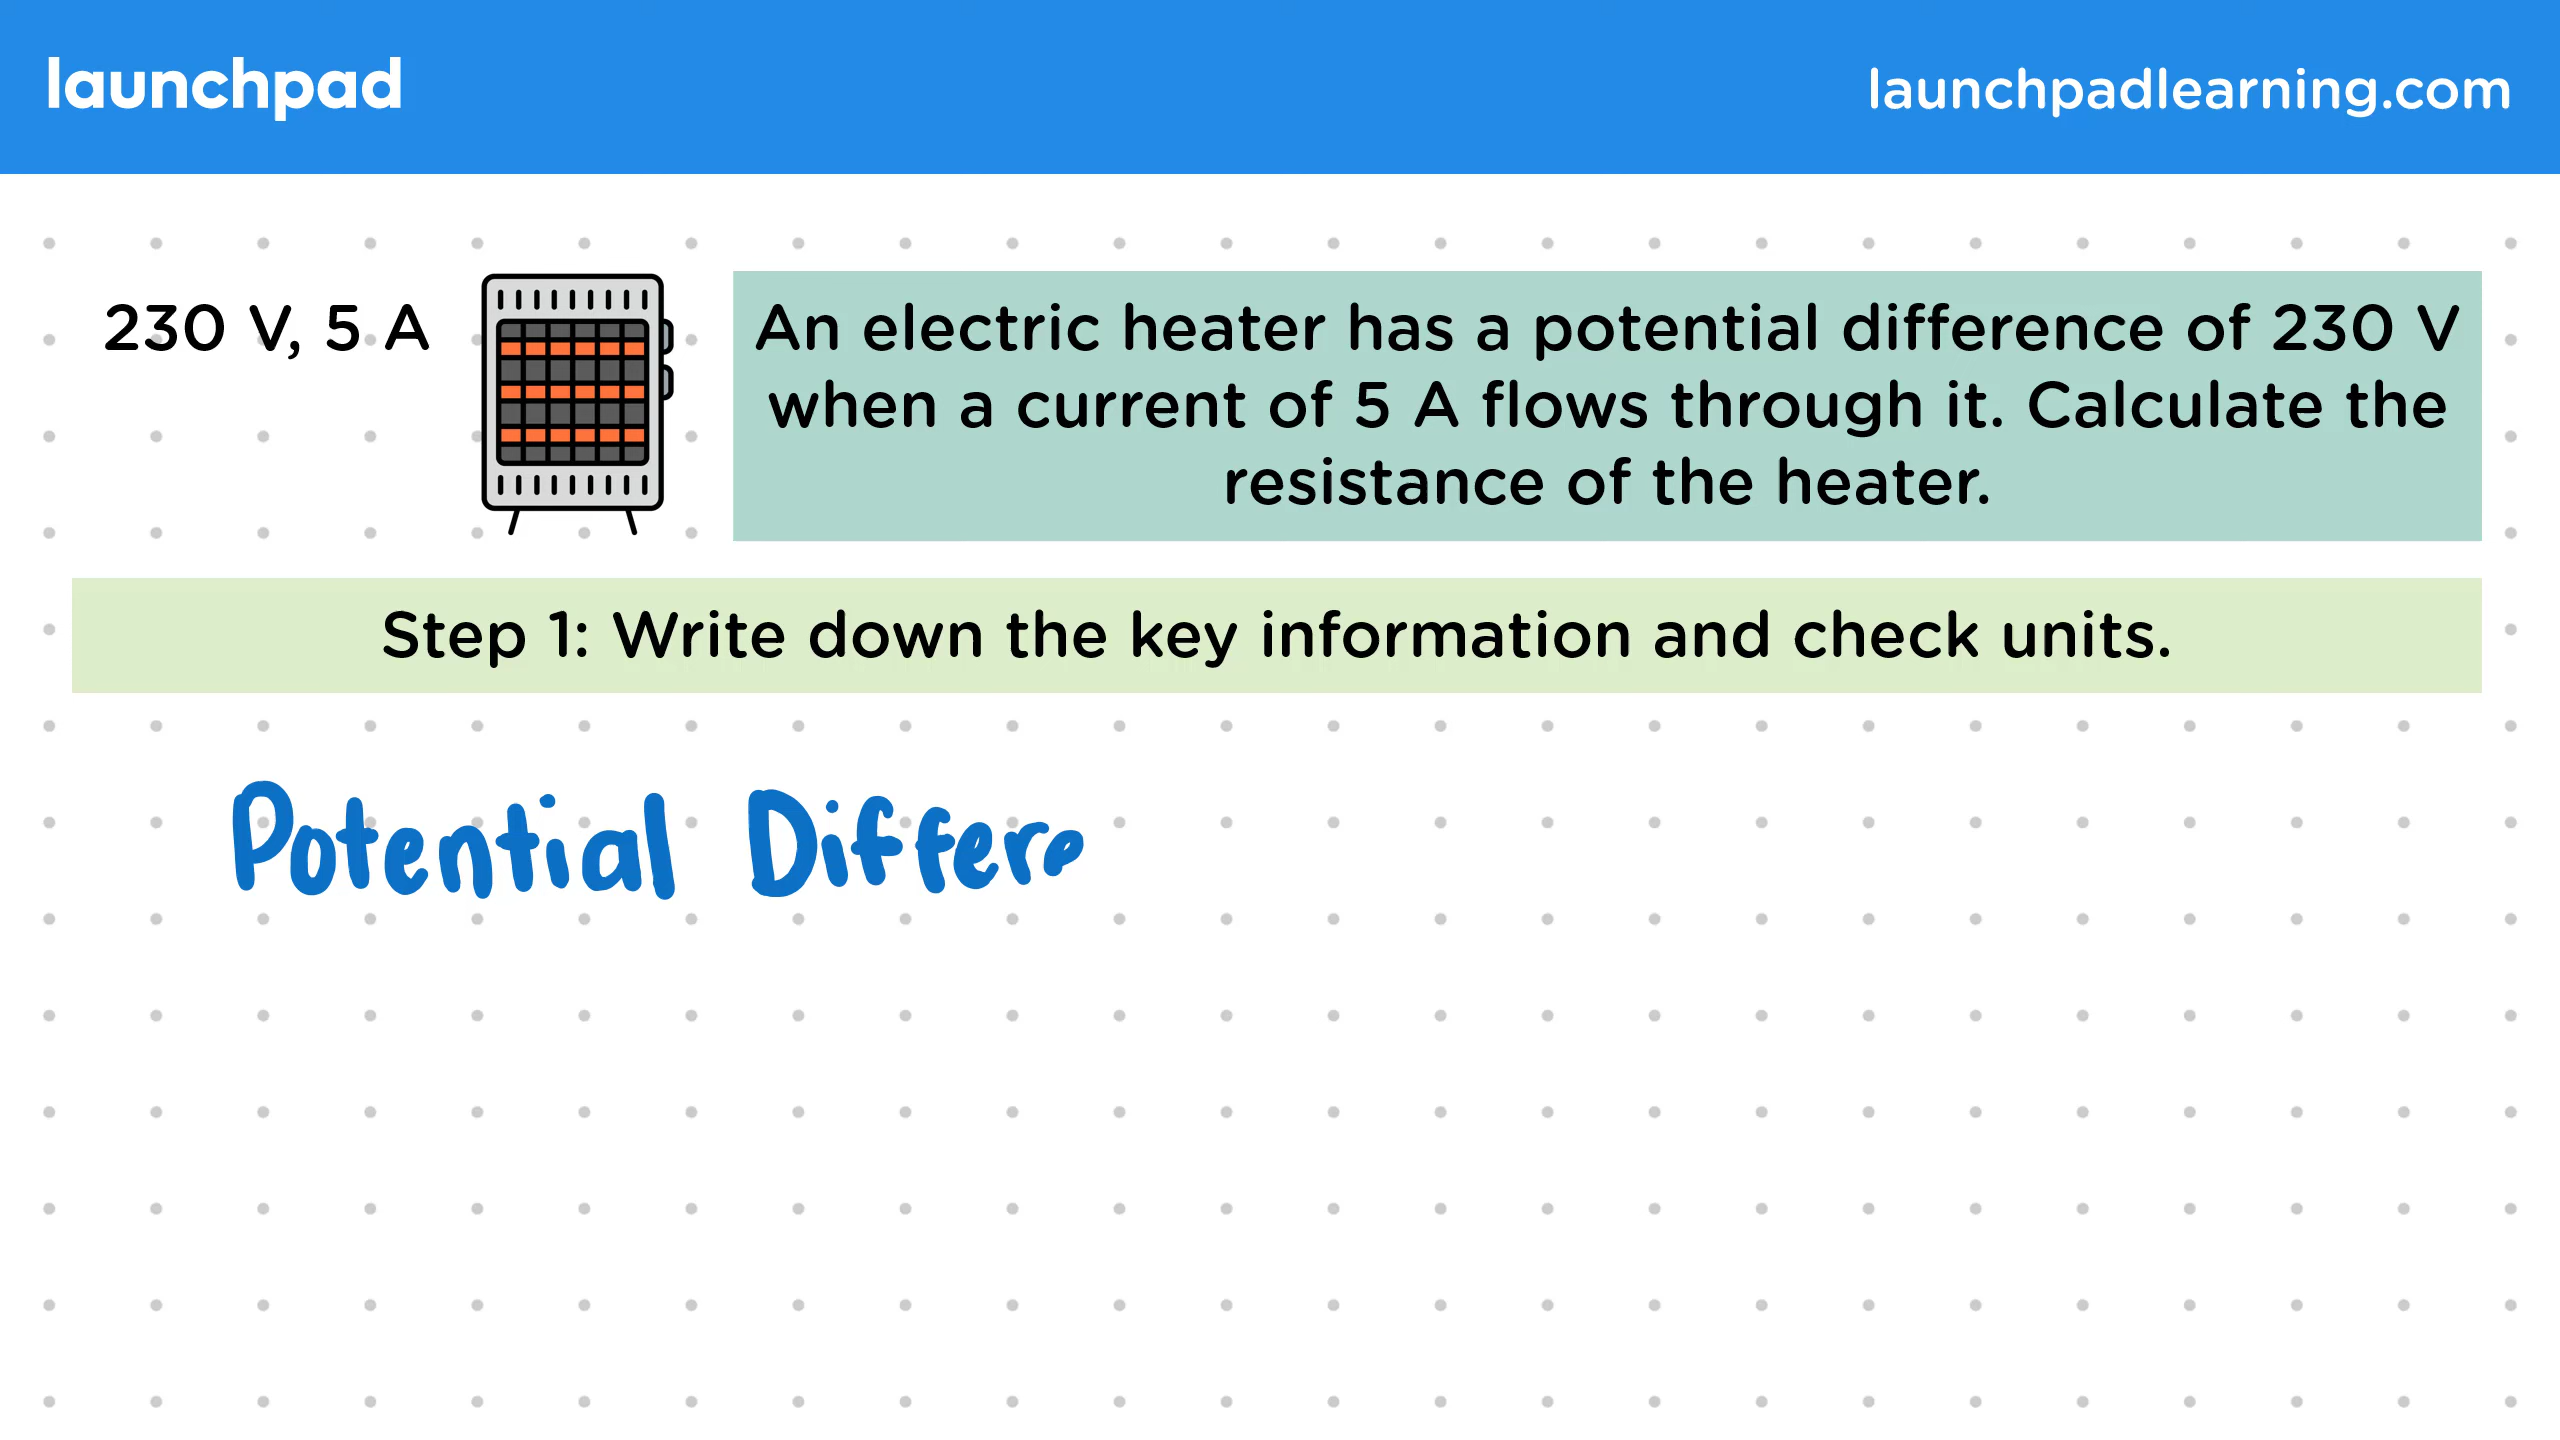 launchpad
launchpadlearning.com
230 V, 5 A
An electric heater has a potential difference of 230 V
when a current of 5 A flows through it. Calculate the
resistance of the heater.
Step 1: Write down the key information and check units.
Potential Differe